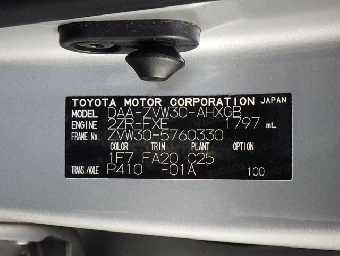 TOYOTA MOTOR CORPORATION JAPAN
MODEL DAA-ZVW30-AHXGB
ENGINE 2ZR-FXE 1797 mL
FRAME No. ZVW30-5760330
COLOR TRIM PLANT OPTION
1F7 FA20 C25
TRANS./AXLE P410 -01A 100